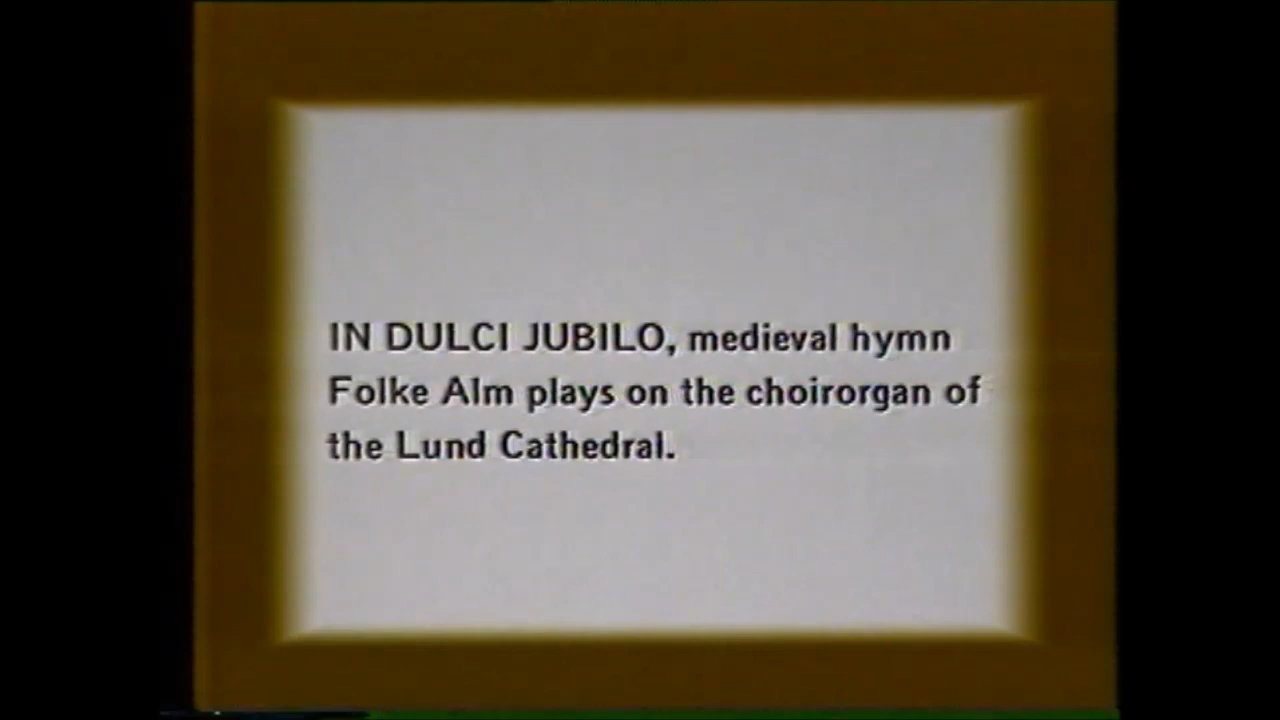 IN DULCI JUBILO, medieval hymn
Folke Alm plays on the choirorgan of
the Lund Cathedral.